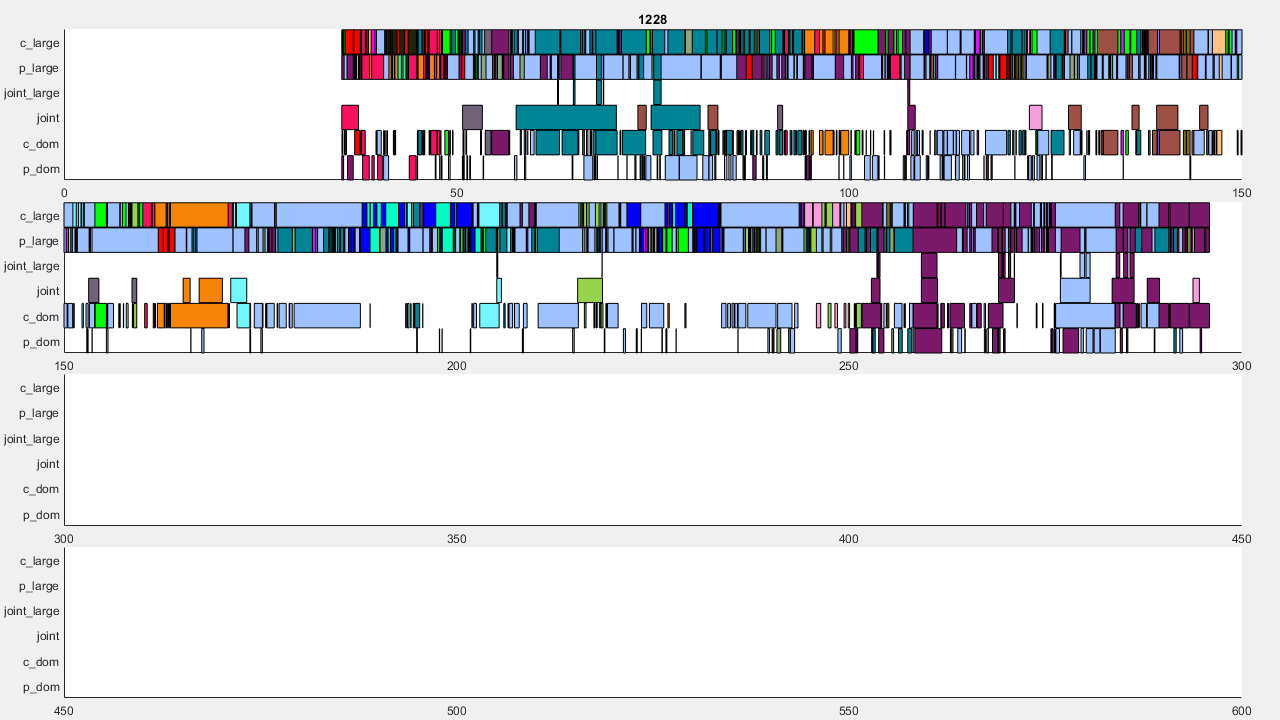 1228
c_large
p_large
joint_large
joint
c_dom
p_dom
0 50 100 150
c_large
p_large
joint_large
joint
c_dom
p_dom
150 200 250 300
c_large
p_large
joint_large
joint
c_dom
p_dom
300 350 400 450
c_large
p_large
joint_large
joint
c_dom
p_dom
450 500 550 600